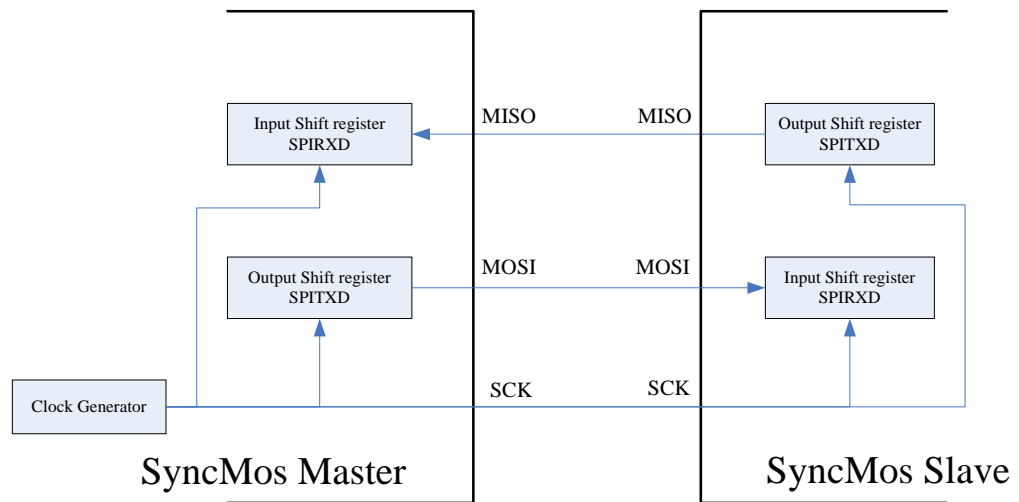 Input Shift register
SPIRXD
MISO
MISO
Output Shift register
SPITXD
Output Shift register
SPITXD
MOSI
MOSI
Input Shift register
SPIRXD
Clock Generator
SCK
SCK
SyncMos Master
SyncMos Slave